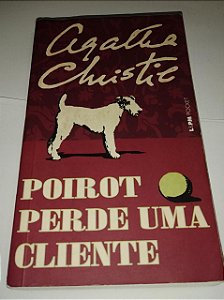 Agatha
Christie
L&PM POCKET
POIROT
PERDE UMA
CLIENTE